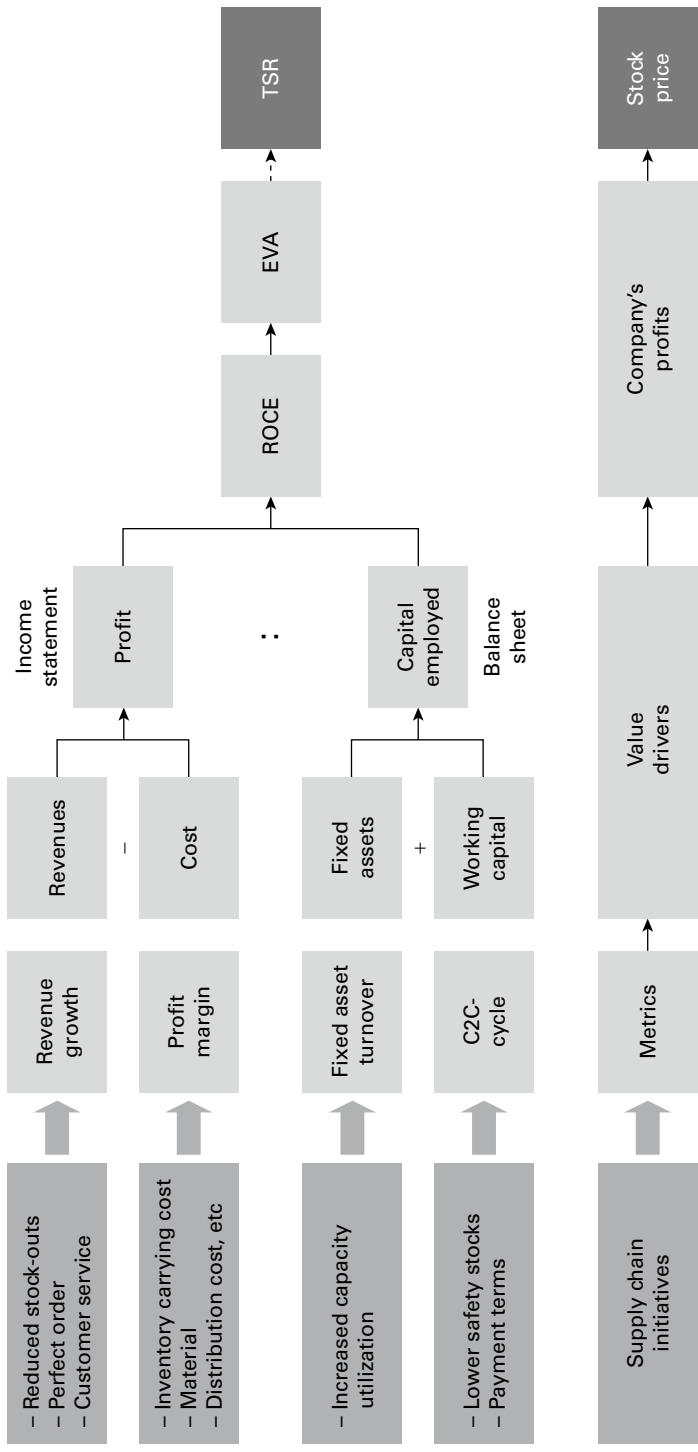 – Reduced stock-outs
– Perfect order
– Customer service
Revenue
growth
Revenues
–
Income
statement
Profit
– Inventory carrying cost
– Material
– Distribution cost, etc
Profit
margin
Cost
:
ROCE
EVA
TSR
– Increased capacity
utilization
Fixed asset
turnover
Fixed
assets
+
Capital
employed
Balance
sheet
– Lower safety stocks
– Payment terms
C2C-
cycle
Working
capital
Supply chain
initiatives
Metrics
Value
drivers
Company's
profits
Stock
price